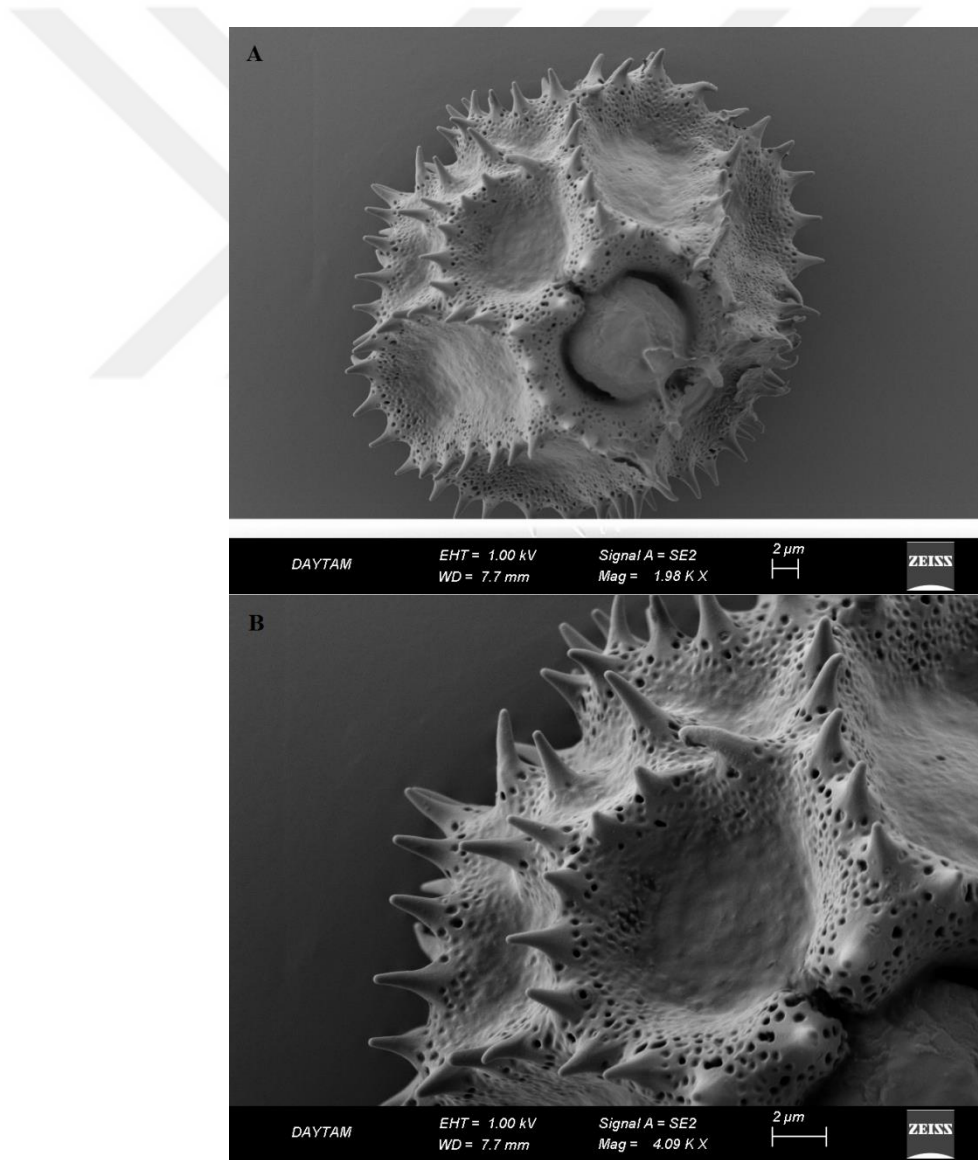 A
DAYTAM
EHT = 1.00 kV
WD = 7.7 mm
Signal A = SE2
Mag = 1.98 K X
2 µm
ZEISS
B
DAYTAM
EHT = 1.00 kV
WD = 7.7 mm
Signal A = SE2
Mag = 4.09 K X
2 µm
ZEISS